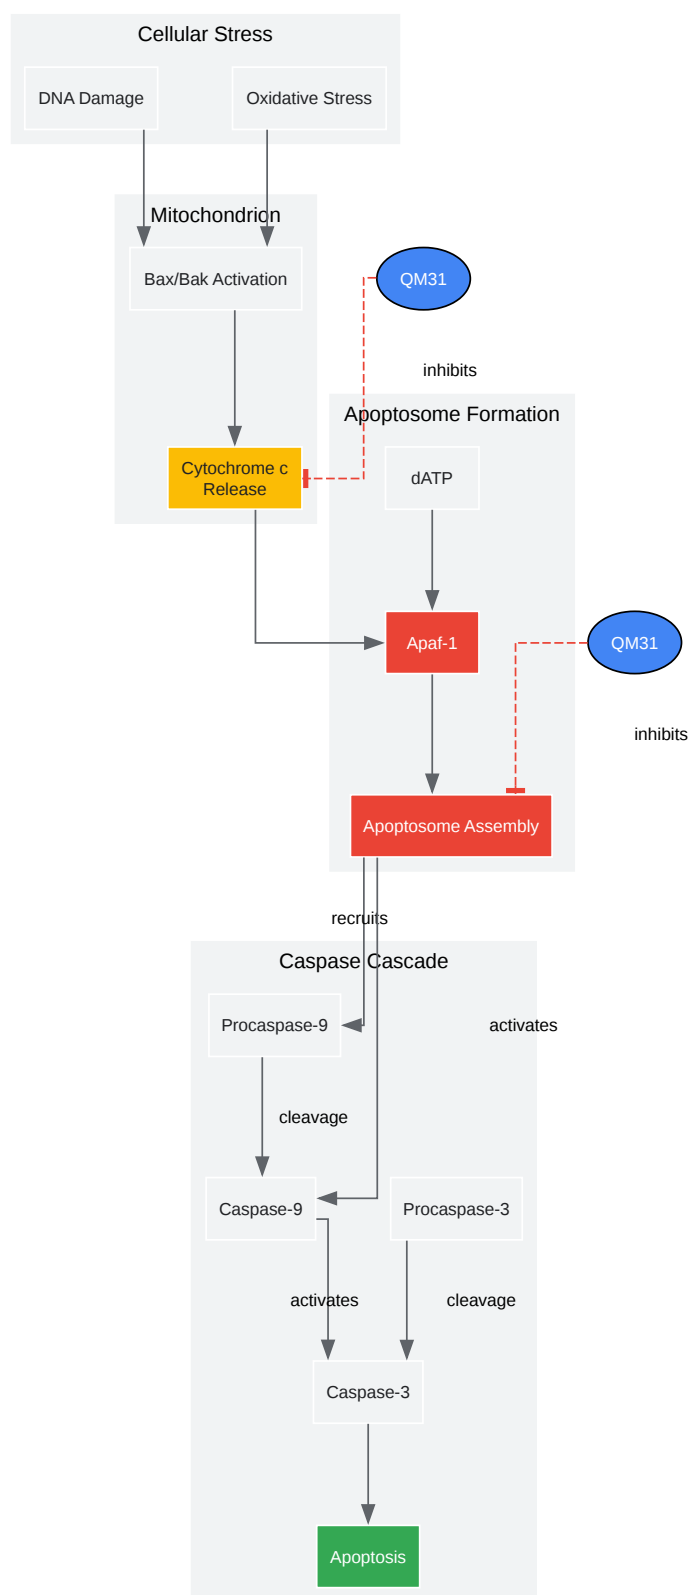 Cellular Stress
DNA Damage
Oxidative Stress
Mitochondrion
Bax/Bak Activation
QM31
inhibits
Apoptosome Formation
Cytochrome c
Release
dATP
Apaf-1
QM31
inhibits
Apoptosome Assembly
recruits
Caspase Cascade
Procaspase-9
activates
cleavage
Caspase-9
Procaspase-3
activates
cleavage
Caspase-3
Apoptosis